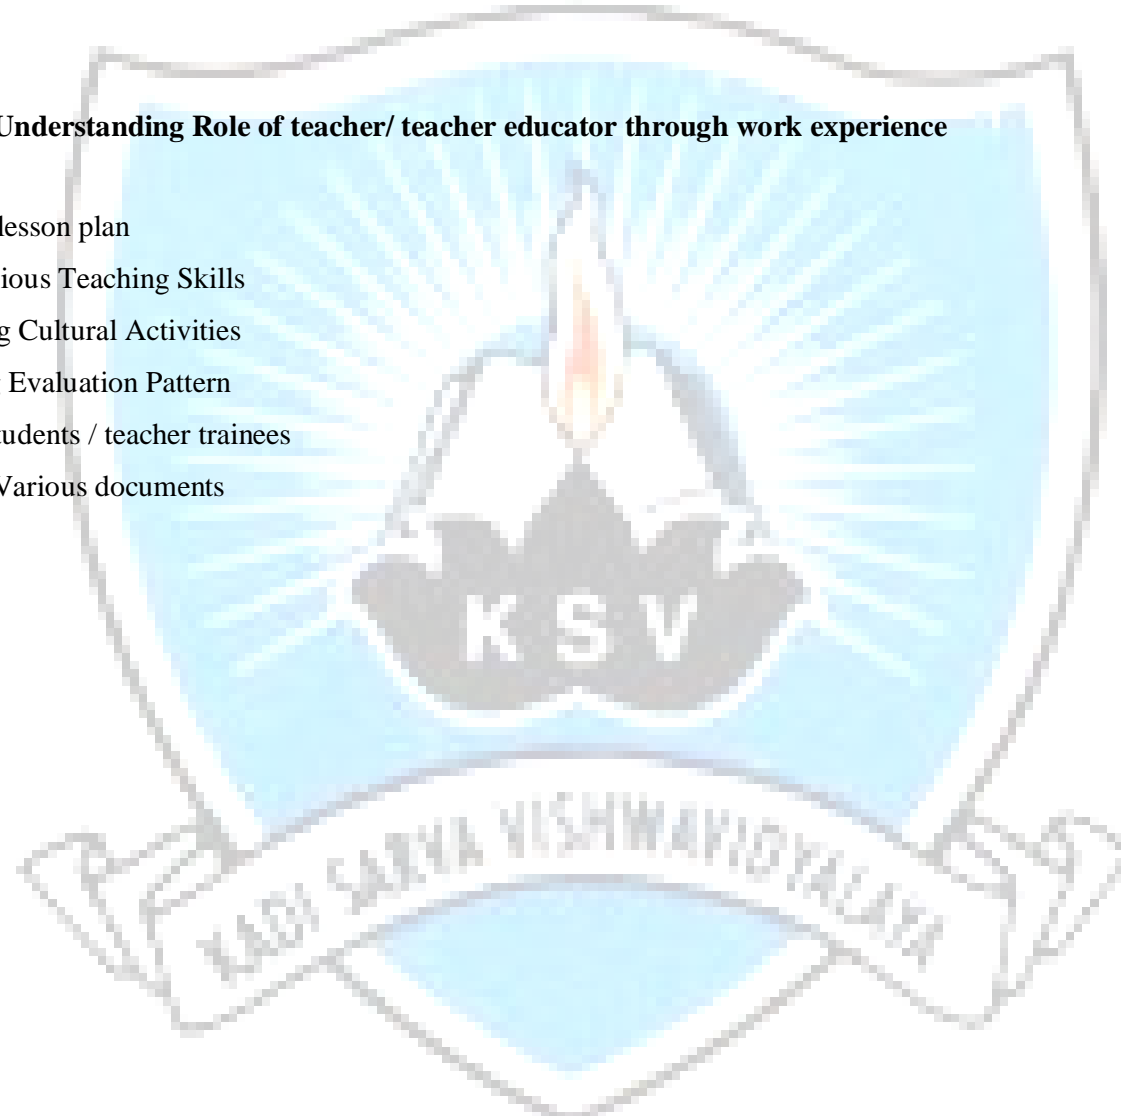 Understanding Role of teacher/ teacher educator through work experience
lesson plan
ious Teaching Skills
g Cultural Activities
Evaluation Pattern
tudents / teacher trainees
Various documents
K S V
KADI SARVA VISHWAVIDYALAYA